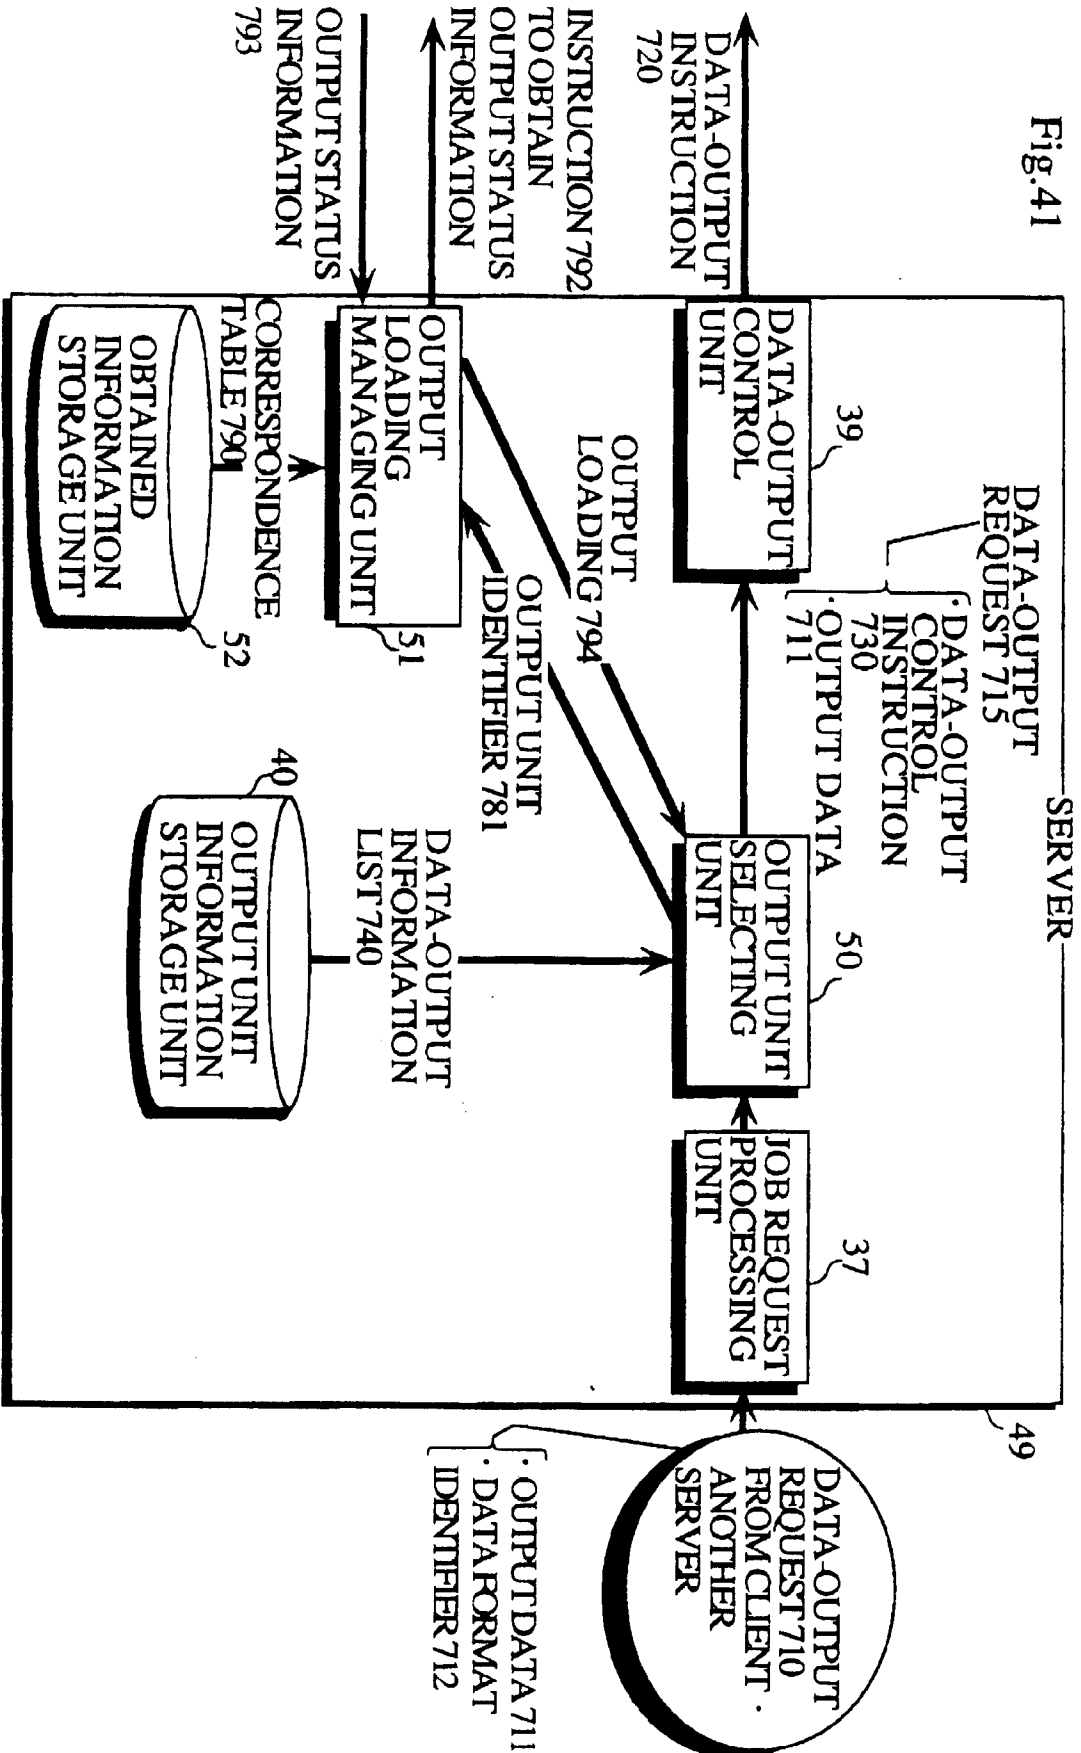 Fig.41
SERVER
49
DATA-OUTPUT
REQUEST 715
· DATA-OUTPUT
CONTROL
INSTRUCTION
730
· OUTPUT DATA
711
DATA-OUTPUT
INSTRUCTION
720
39
DATA-OUTPUT
CONTROL
UNIT
50
OUTPUT UNIT
SELECTING
UNIT
37
JOB REQUEST
PROCESSING
UNIT
DATA-OUTPUT
REQUEST 710
FROM CLIENT ·
ANOTHER
SERVER
· OUTPUT DATA 711
· DATA FORMAT
IDENTIFIER 712
INSTRUCTION 792
TO OBTAIN
OUTPUT STATUS
INFORMATION
OUTPUT STATUS
INFORMATION
793
OUTPUT
LOADING 794
OUTPUT UNIT
IDENTIFIER 781
OUTPUT
LOADING
MANAGING UNIT
51
CORRESPONDENCE
TABLE 790
OBTAINED
INFORMATION
STORAGE UNIT
52
DATA-OUTPUT
INFORMATION
LIST 740
40
OUTPUT UNIT
INFORMATION
STORAGE UNIT